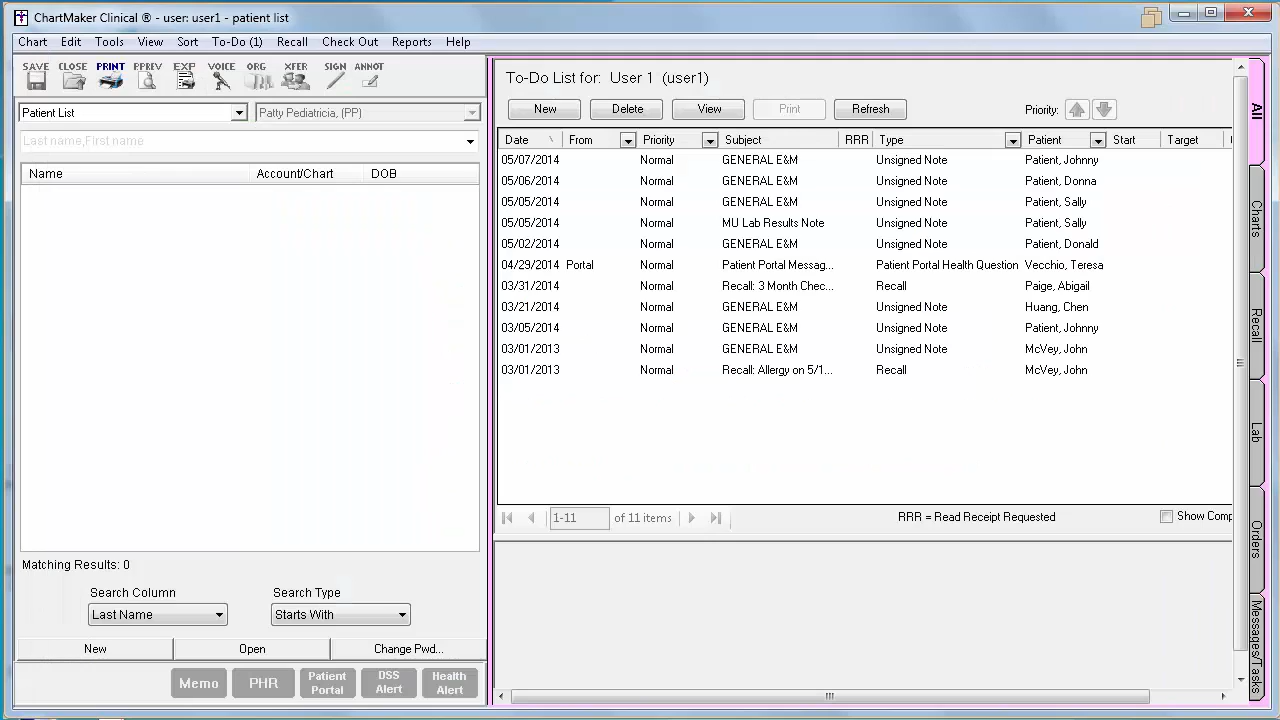 ChartMaker Clinical ® - user: user1 - patient list
Chart Edit Tools View Sort To-Do (1) Recall Check Out Reports Help
SAVE CLOSE PRINT PPREV EXP VOICE ORG XFER SIGN ANNOT
Patient List
Patty Pediatricia, (PP)
Last name,First name
Name Account/Chart DOB
Matching Results: 0
Search Column Search Type
Last Name Starts With
New Open Change Pwd...
Memo PHR Patient Portal DSS Alert Health Alert
To-Do List for: User 1 (user1)
New Delete View Print Refresh Priority:
Date From Priority Subject RRR Type Patient Start Target
05/07/2014 Normal GENERAL E&M Unsigned Note Patient, Johnny
05/06/2014 Normal GENERAL E&M Unsigned Note Patient, Donna
05/05/2014 Normal GENERAL E&M Unsigned Note Patient, Sally
05/05/2014 Normal MU Lab Results Note Unsigned Note Patient, Sally
05/02/2014 Normal GENERAL E&M Unsigned Note Patient, Donald
04/29/2014 Portal Normal Patient Portal Messag... Patient Portal Health Question Vecchio, Teresa
03/31/2014 Normal Recall: 3 Month Chec... Recall Paige, Abigail
03/21/2014 Normal GENERAL E&M Unsigned Note Huang, Chen
03/05/2014 Normal GENERAL E&M Unsigned Note Patient, Johnny
03/01/2013 Normal GENERAL E&M Unsigned Note McVey, John
03/01/2013 Normal Recall: Allergy on 5/1... Recall McVey, John
1-11 of 11 items RRR = Read Receipt Requested Show Comp
All
Charts
Recall
Lab
Orders
Messages/Tasks